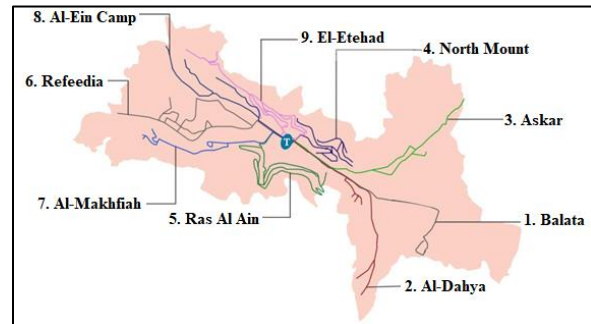 8. Al-Ein Camp
9. El-Etehad
4. North Mount
6. Refeedia
3. Askar
T
7. Al-Makhfiah
5. Ras Al Ain
1. Balata
2. Al-Dahya